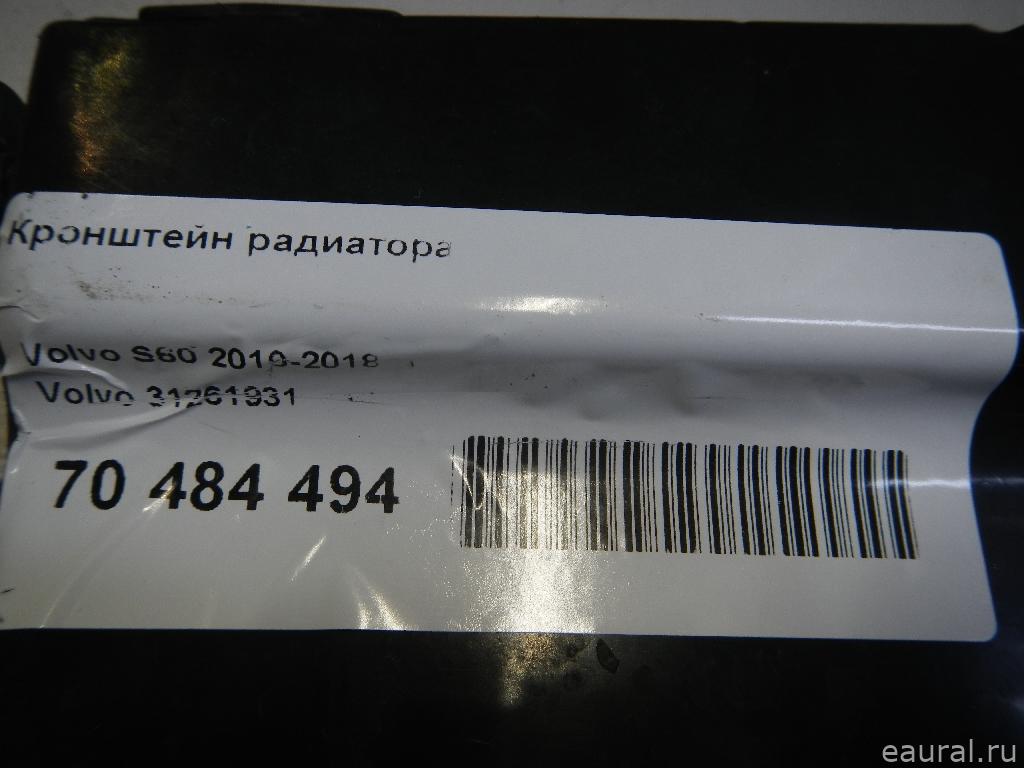 Кронштейн радиатора
Volvo S60 2010-2018
Volvo 31261931
70 484 494
eaural.ru